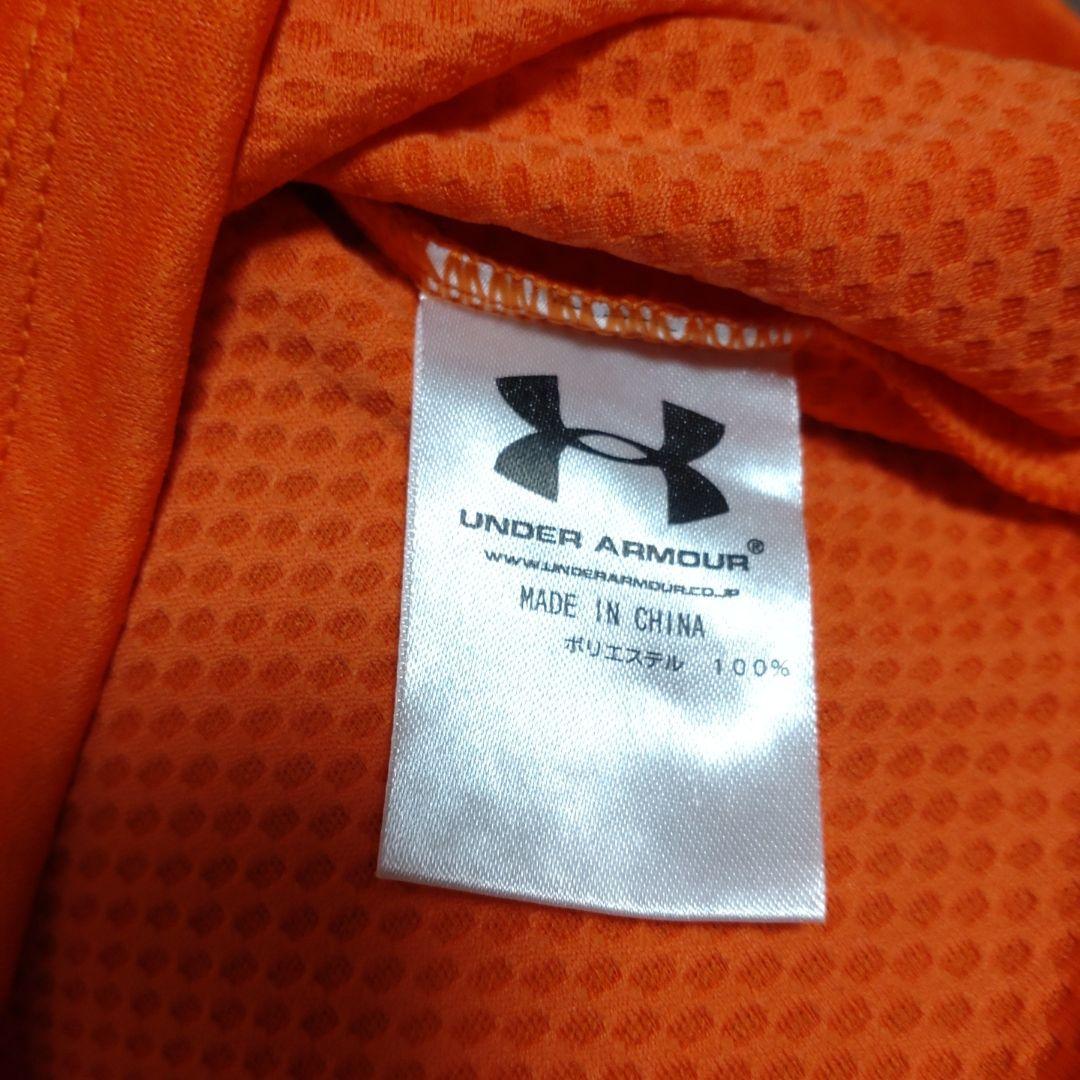 UNDER ARMOUR®
WWW.UNDERARMOUR.CO.JP
MADE IN CHINA
ポリエステル 100%